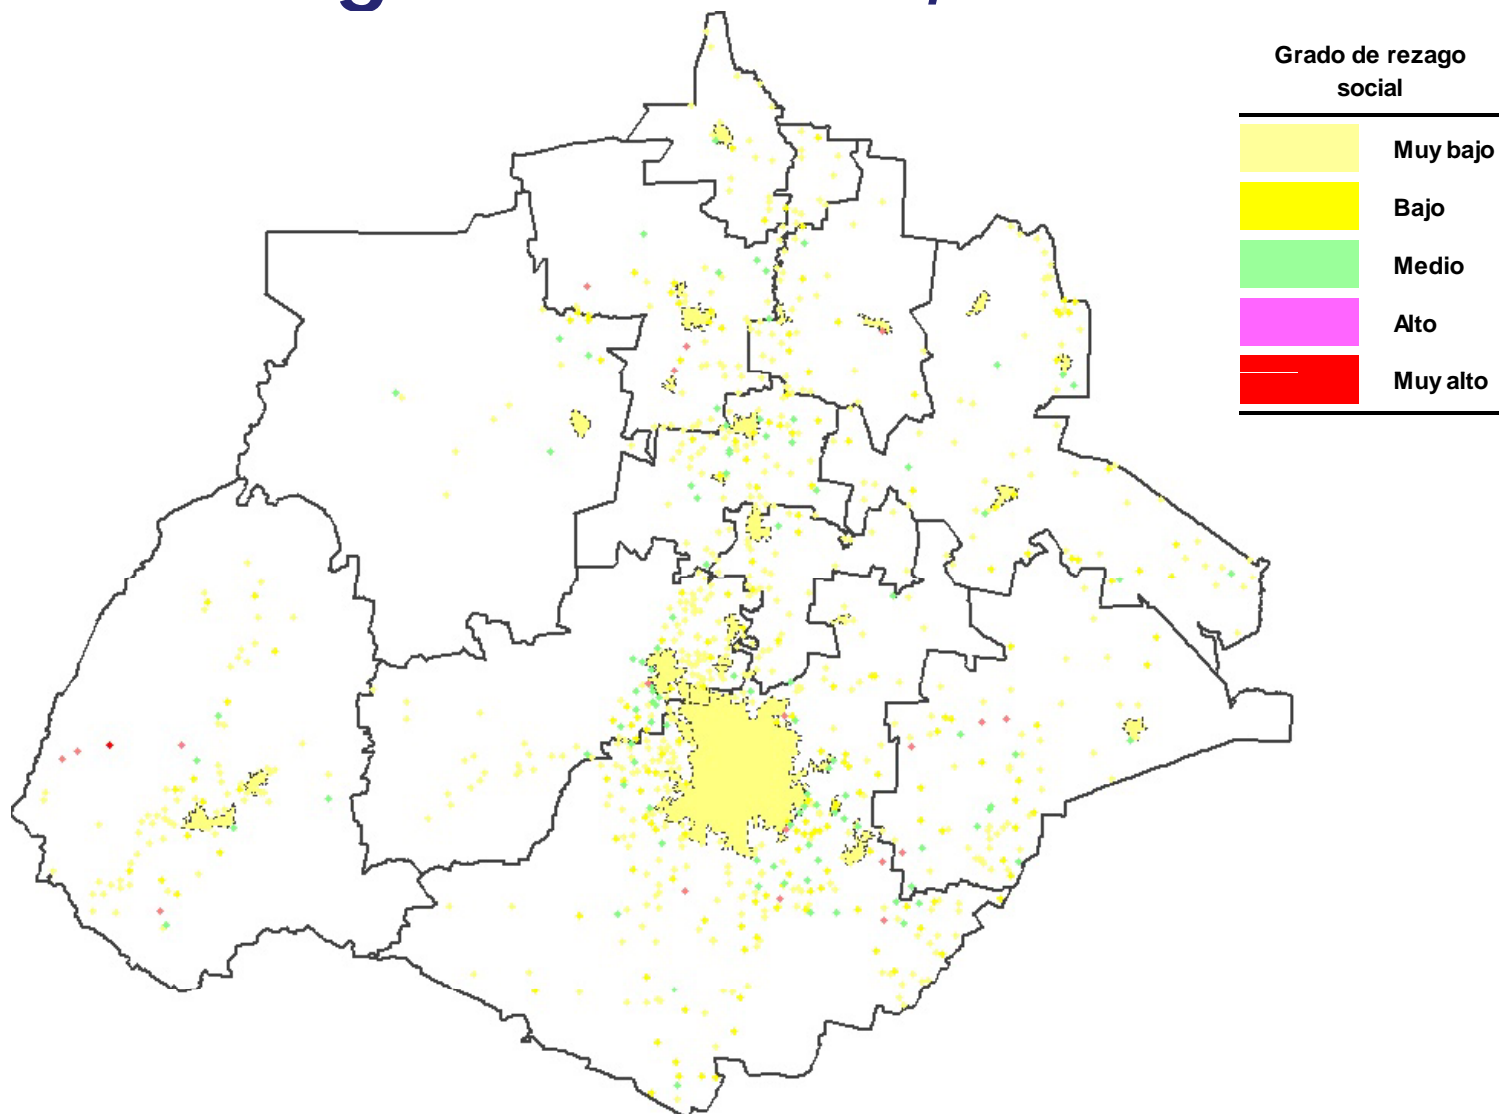 Grado de rezago
social
Muy bajo
Bajo
Medio
Alto
Muy alto